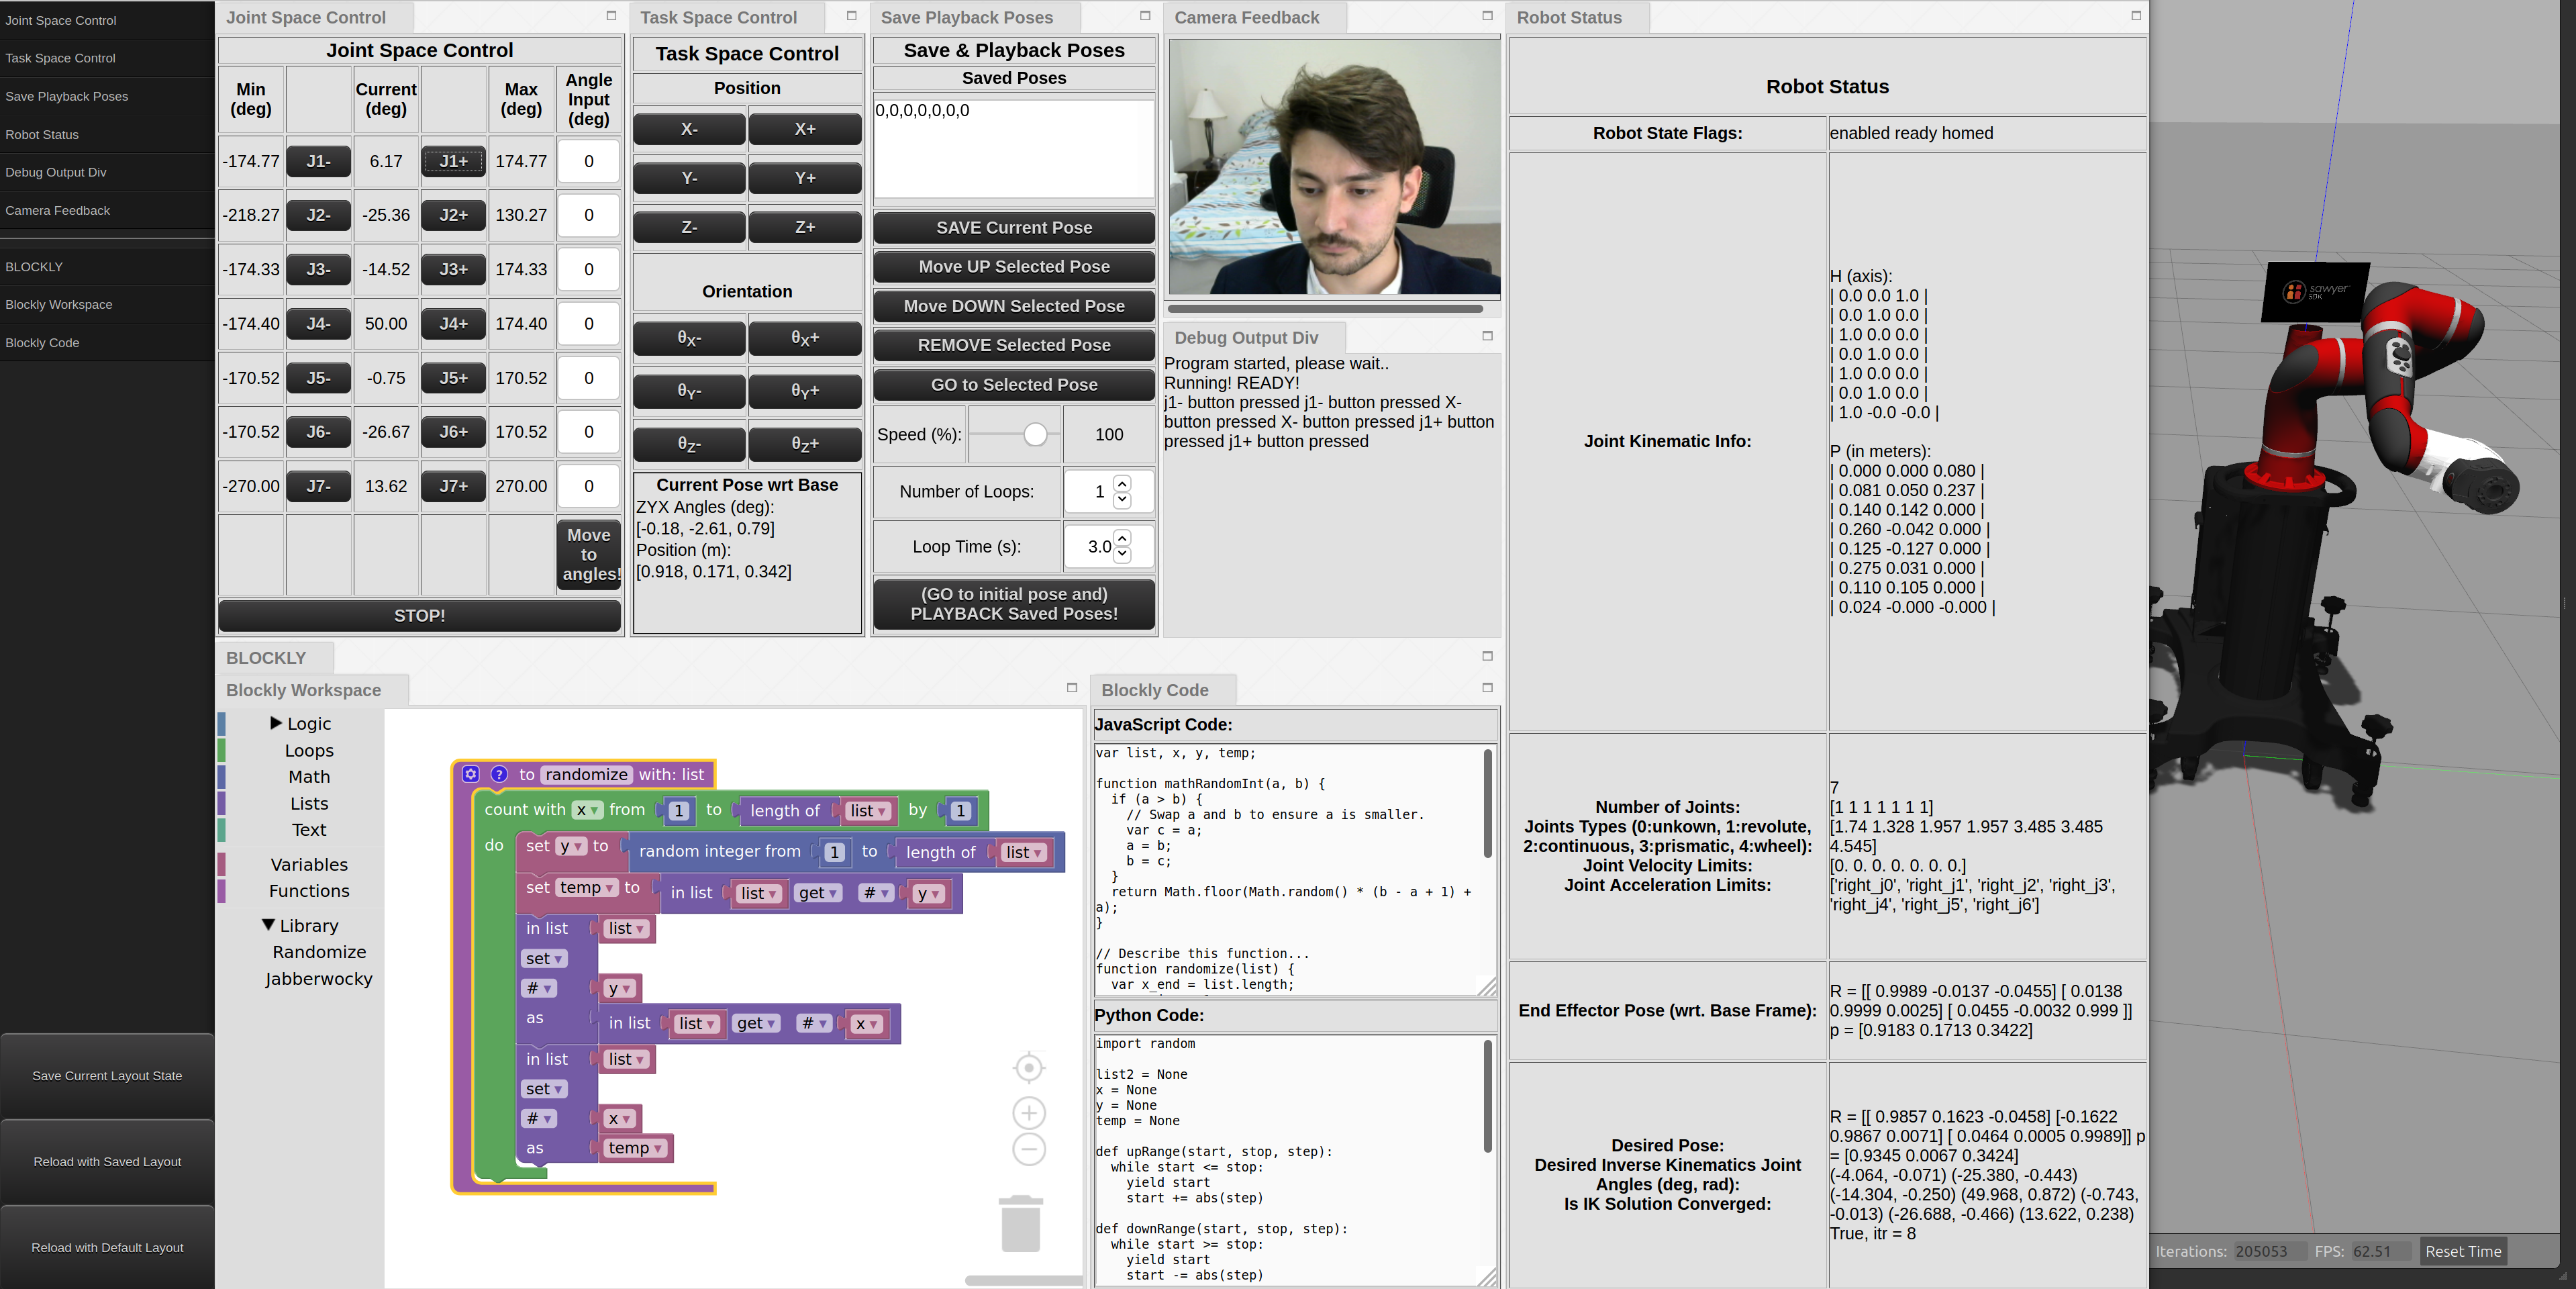 Joint Space Control
Task Space Control
Save Playback Poses
Robot Status
Debug Output Div
Camera Feedback
BLOCKLY
Blockly Workspace
Blockly Code
Save Current Layout State
Reload with Saved Layout
Reload with Default Layout
Joint Space Control
Joint Space Control
Min (deg) Current (deg) Max (deg) Angle Input (deg)
-174.77 J1- 6.17 J1+ 174.77 0
-218.27 J2- -25.36 J2+ 130.27 0
-174.33 J3- -14.52 J3+ 174.33 0
-174.40 J4- 50.00 J4+ 174.40 0
-170.52 J5- -0.75 J5+ 170.52 0
-170.52 J6- -26.67 J6+ 170.52 0
-270.00 J7- 13.62 J7+ 270.00 0
Move to angles!
STOP!
Task Space Control
Task Space Control
Position
X- X+
Y- Y+
Z- Z+
Orientation
θX- θX+
θY- θY+
θZ- θZ+
Current Pose wrt Base
ZYX Angles (deg):
[-0.18, -2.61, 0.79]
Position (m):
[0.918, 0.171, 0.342]
Save Playback Poses
Save & Playback Poses
Saved Poses
0,0,0,0,0,0,0
SAVE Current Pose
Move UP Selected Pose
Move DOWN Selected Pose
REMOVE Selected Pose
GO to Selected Pose
Speed (%): 100
Number of Loops: 1
Loop Time (s): 3.0
(GO to initial pose and)
PLAYBACK Saved Poses!
Camera Feedback
Debug Output Div
Program started, please wait..
Running! READY!
j1- button pressed j1- button pressed X-
button pressed X- button pressed j1+ button
pressed j1+ button pressed
Robot Status
Robot Status
Robot State Flags: enabled ready homed
Joint Kinematic Info:
H (axis):
| 0.0 0.0 1.0 |
| 0.0 1.0 0.0 |
| 1.0 0.0 0.0 |
| 0.0 1.0 0.0 |
| 1.0 0.0 0.0 |
| 0.0 1.0 0.0 |
| 1.0 -0.0 -0.0 |
P (in meters):
| 0.000 0.000 0.080 |
| 0.081 0.050 0.237 |
| 0.140 0.142 0.000 |
| 0.260 -0.042 0.000 |
| 0.125 -0.127 0.000 |
| 0.275 0.031 0.000 |
| 0.110 0.105 0.000 |
| 0.024 -0.000 -0.000 |
Number of Joints:
Joints Types (0:unkown, 1:revolute,
2:continuous, 3:prismatic, 4:wheel):
Joint Velocity Limits:
Joint Acceleration Limits:
7
[1 1 1 1 1 1 1]
[1.74 1.328 1.957 1.957 3.485 3.485
4.545]
[0. 0. 0. 0. 0. 0. 0.]
['right_j0', 'right_j1', 'right_j2', 'right_j3',
'right_j4', 'right_j5', 'right_j6']
End Effector Pose (wrt. Base Frame):
R = [[ 0.9989 -0.0137 -0.0455] [ 0.0138
0.9999 0.0025] [ 0.0455 -0.0032 0.999 ]]
p = [0.9183 0.1713 0.3422]
Desired Pose:
Desired Inverse Kinematics Joint
Angles (deg, rad):
Is IK Solution Converged:
R = [[ 0.9857 0.1623 -0.0458] [-0.1622
0.9867 0.0071] [ 0.0464 0.0005 0.9989]] p
= [0.9345 0.0067 0.3424]
(-4.064, -0.071) (-25.380, -0.443)
(-14.304, -0.250) (49.968, 0.872) (-0.743,
-0.013) (-26.688, -0.466) (13.622, 0.238)
True, itr = 8
BLOCKLY
Blockly Workspace
Logic
Loops
Math
Lists
Text
Variables
Functions
Library
Randomize
Jabberwocky
? to randomize with: list
count with x from 1 to length of list by 1
do set y to random integer from 1 to length of list
set temp to in list list get # y
in list list
set
# y
as in list list get # x
in list list
set
# x
as temp
Blockly Code
JavaScript Code:
var list, x, y, temp;
function mathRandomInt(a, b) {
if (a > b) {
// Swap a and b to ensure a is smaller.
var c = a;
a = b;
b = c;
}
return Math.floor(Math.random() * (b - a + 1) +
a);
}
// Describe this function...
function randomize(list) {
var x_end = list.length;
Python Code:
import random
list2 = None
x = None
y = None
temp = None
def upRange(start, stop, step):
while start <= stop:
yield start
start += abs(step)
def downRange(start, stop, step):
while start >= stop:
yield start
start -= abs(step)
sawyer
SDK
Iterations: 205053 FPS: 62.51 Reset Time